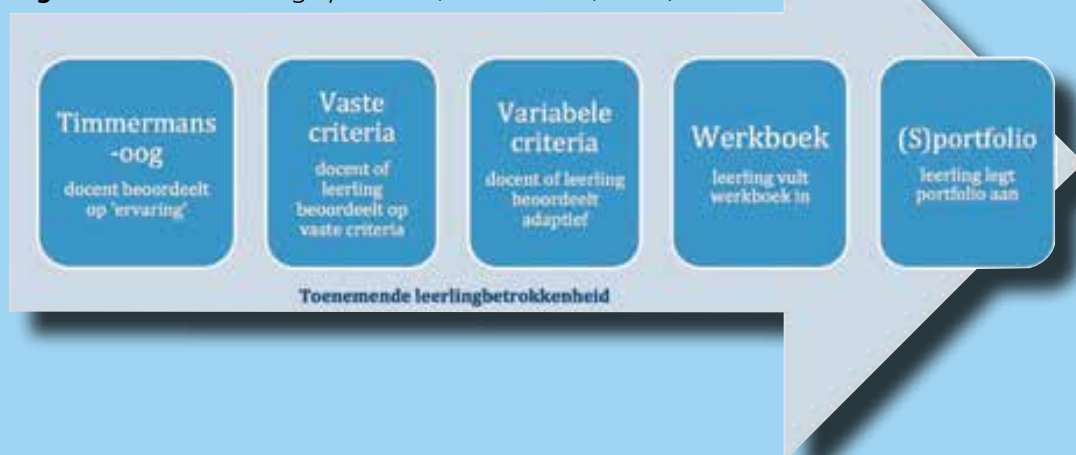 Timmermans
-oog
docent beoordeelt
op 'ervaring'
Vaste
criteria
docent of
leerling
beoordeelt op
vaste criteria
Variabele
criteria
docent of leerling
beoordeelt
adaptief
Werkboek
leerling vult
werkboek in
(S)portfolio
leerling legt
portfolio aan
Toenemende leerlingbetrokkenheid